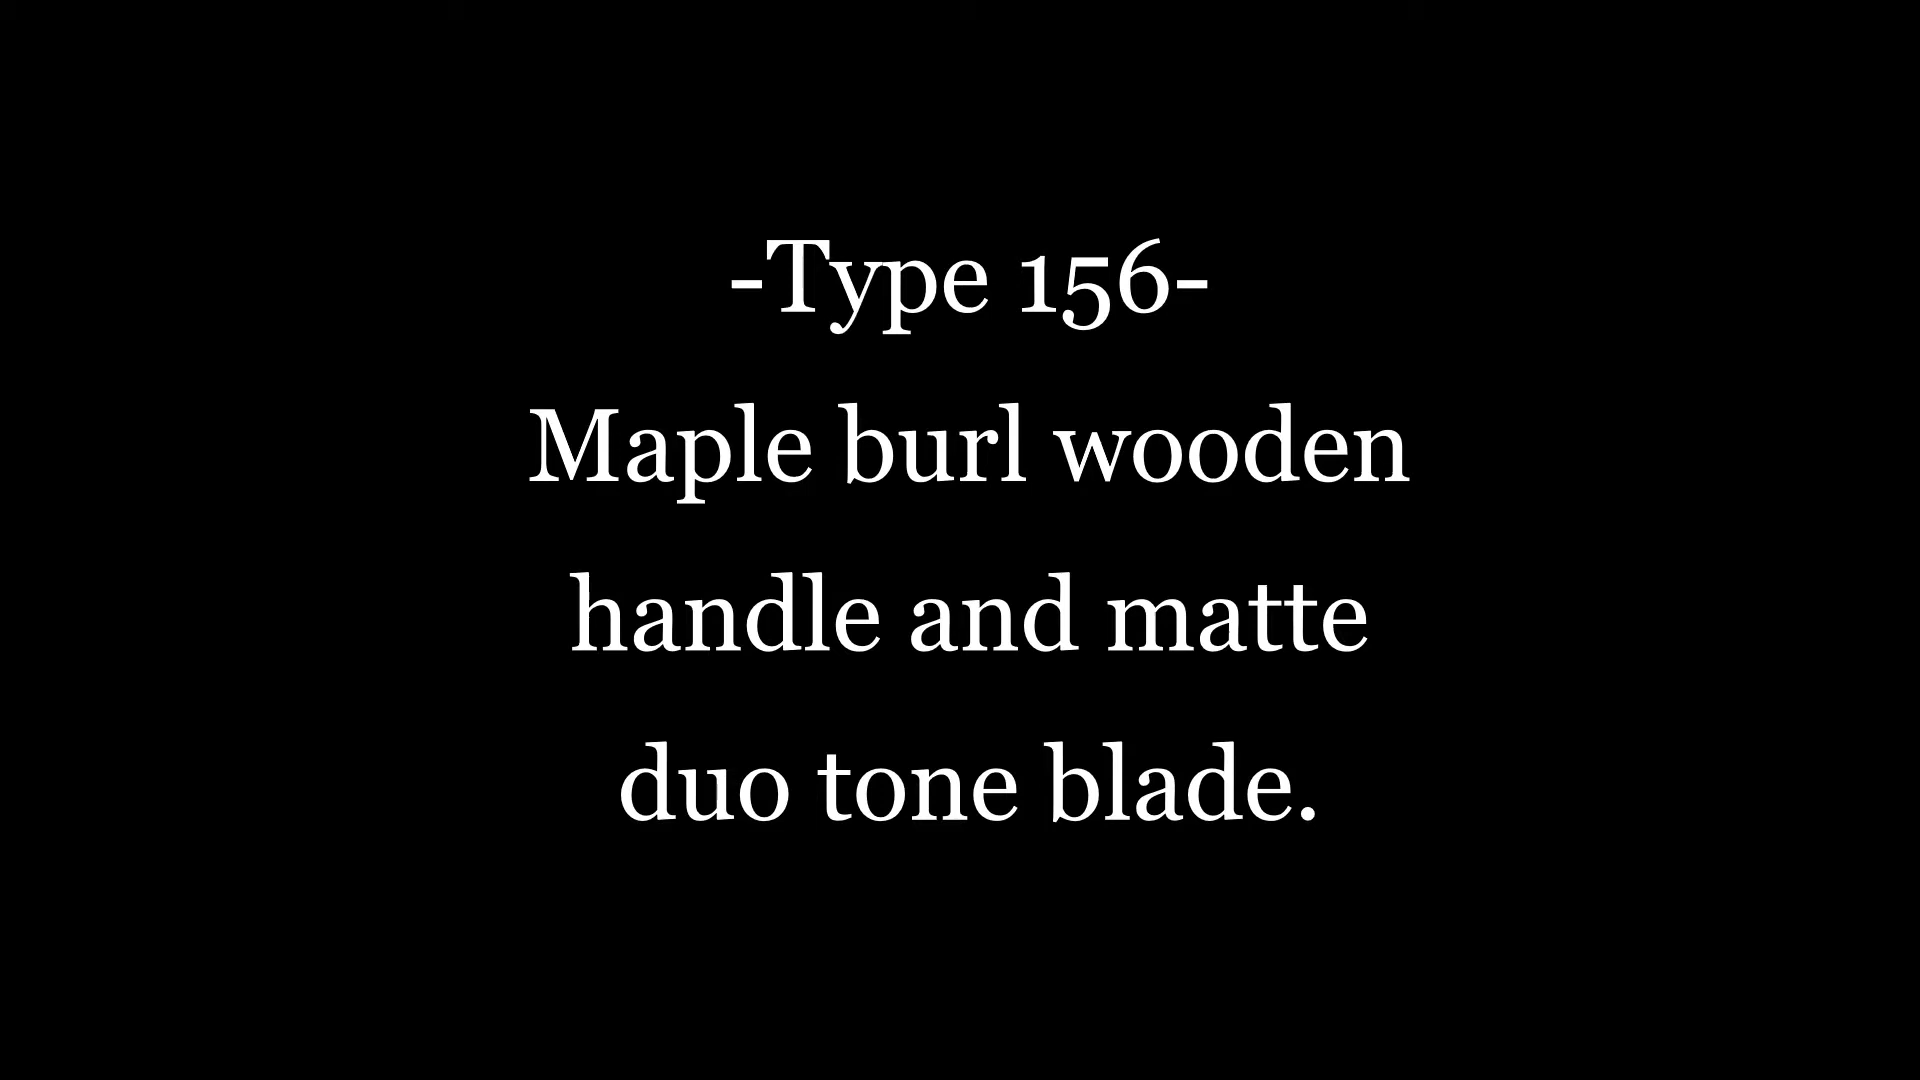 -Type 156-
Maple burl wooden
handle and matte
duo tone blade.